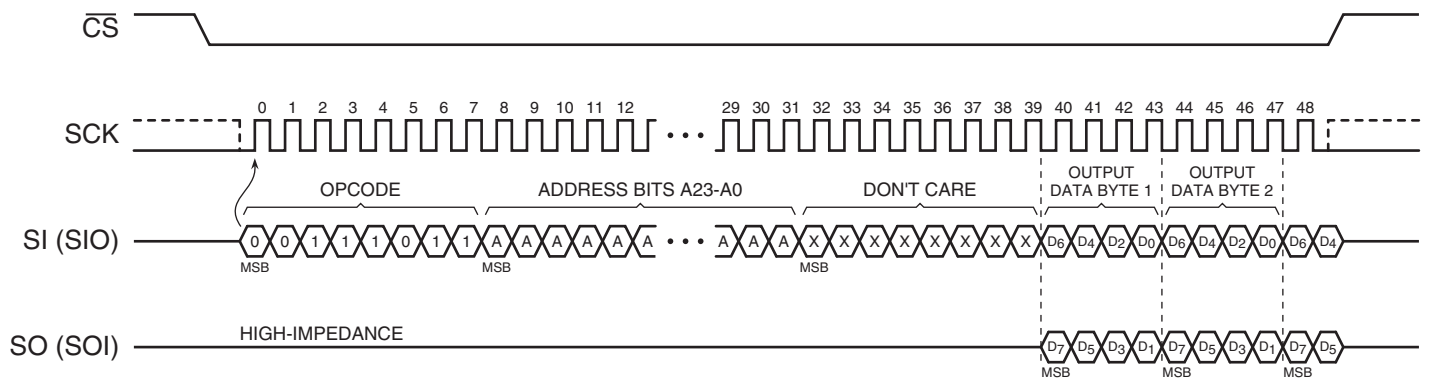 CS
SCK
0 1 2 3 4 5 6 7 8 9 10 11 12 29 30 31 32 33 34 35 36 37 38 39 40 41 42 43 44 45 46 47 48
OPCODE ADDRESS BITS A23-A0 DON'T CARE OUTPUT DATA BYTE 1 OUTPUT DATA BYTE 2
SI (SIO)
0 0 1 1 1 0 1 1 A A A A A A A A A X X X X X X X X D6 D4 D2 D0 D6 D4 D2 D0 D6 D4
MSB MSB MSB
SO (SOI)
HIGH-IMPEDANCE
D7 D5 D3 D1 D7 D5 D3 D1 D7 D5
MSB MSB MSB